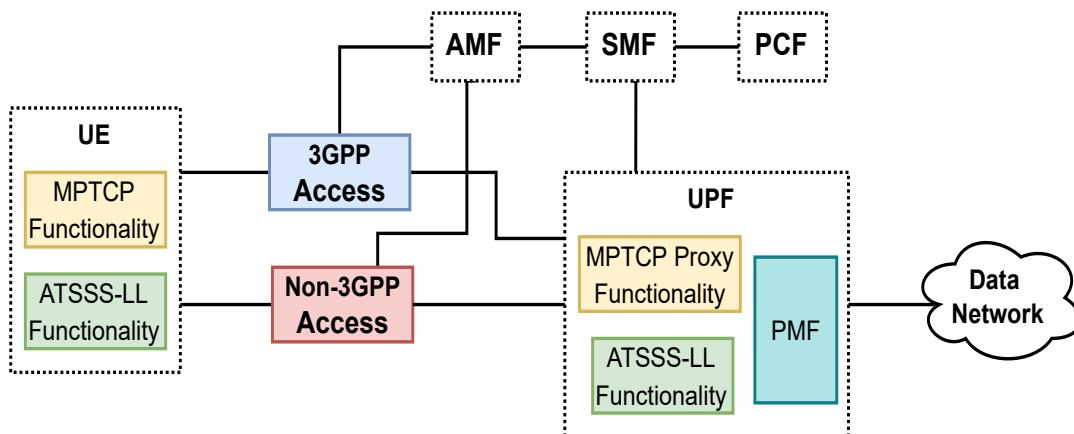 AMF
SMF
PCF
UE
MPTCP
Functionality
ATSSS-LL
Functionality
3GPP
Access
Non-3GPP
Access
UPF
MPTCP Proxy
Functionality
ATSSS-LL
Functionality
PMF
Data
Network